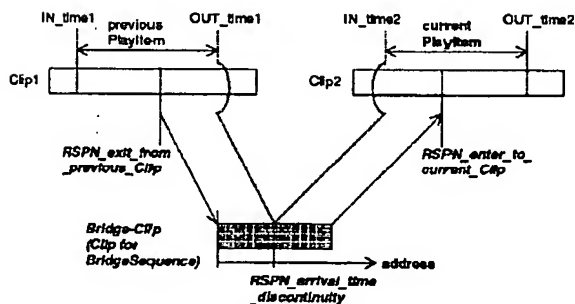 IN_time1
previous
PlayItem
OUT_time1
IN_time2
current
PlayItem
OUT_time2
Clip1
Clip2
RSPN_exit_from
_previous_Clip
RSPN_enter_to_
current_Clip
Bridge-Clip
(Clip for
BridgeSequence)
address
RSPN_arrival_time
_discontinuity